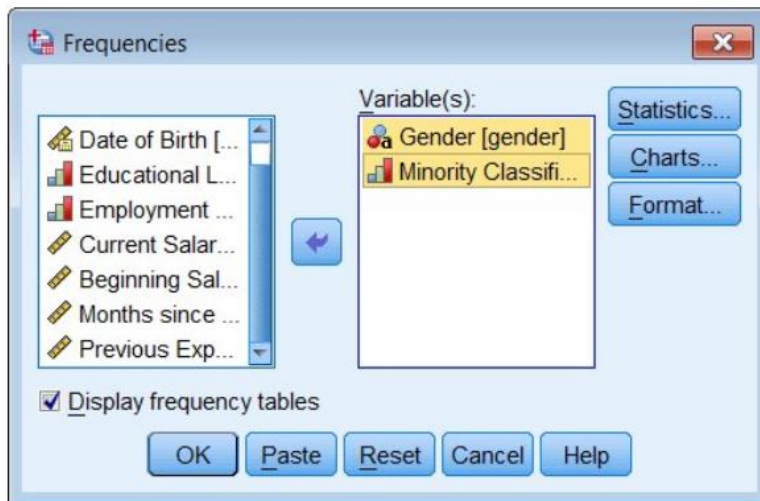 Frequencies
Variable(s):
Date of Birth [...
Educational L...
Employment ...
Current Salar...
Beginning Sal...
Months since ...
Previous Exp...
Gender [gender]
Minority Classifi...
Statistics...
Charts...
Format...
Display frequency tables
OK Paste Reset Cancel Help